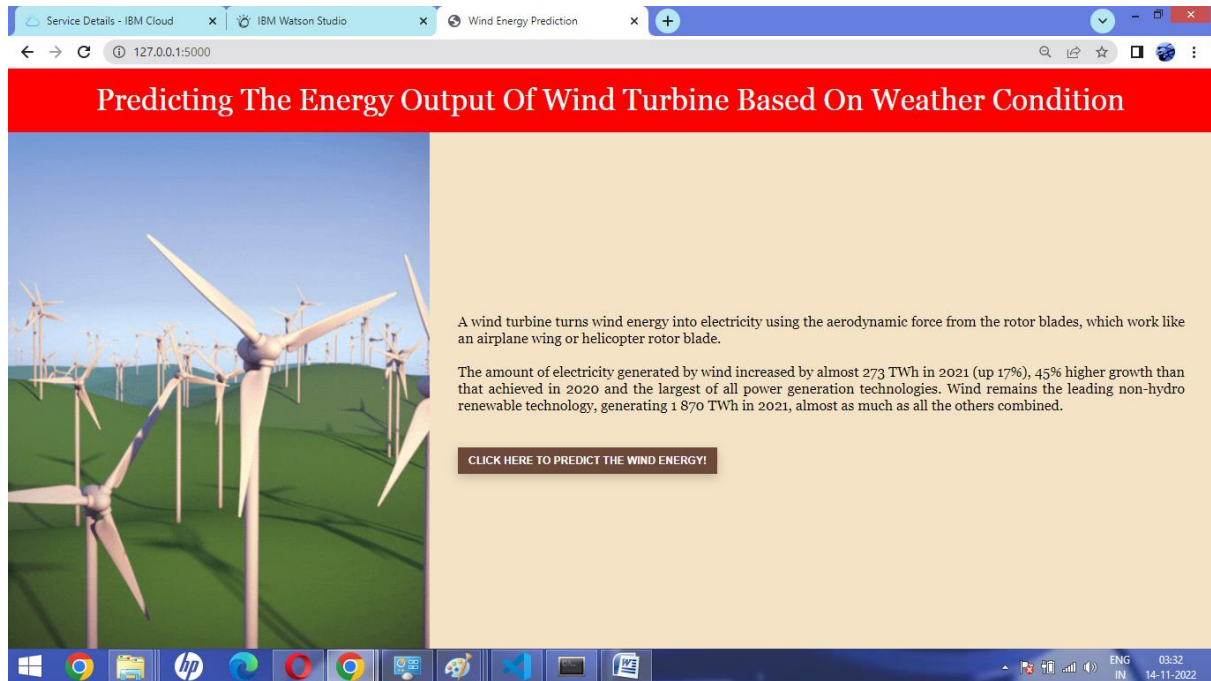 Service Details - IBM Cloud
IBM Watson Studio
Wind Energy Prediction
127.0.0.1:5000
Predicting The Energy Output Of Wind Turbine Based On Weather Condition
A wind turbine turns wind energy into electricity using the aerodynamic force from the rotor blades, which work like
an airplane wing or helicopter rotor blade.
The amount of electricity generated by wind increased by almost 273 TWh in 2021 (up 17%), 45% higher growth than
that achieved in 2020 and the largest of all power generation technologies. Wind remains the leading non-hydro
renewable technology, generating 1 870 TWh in 2021, almost as much as all the others combined.
CLICK HERE TO PREDICT THE WIND ENERGY!
hp
ENG 03:32
IN 14-11-2022